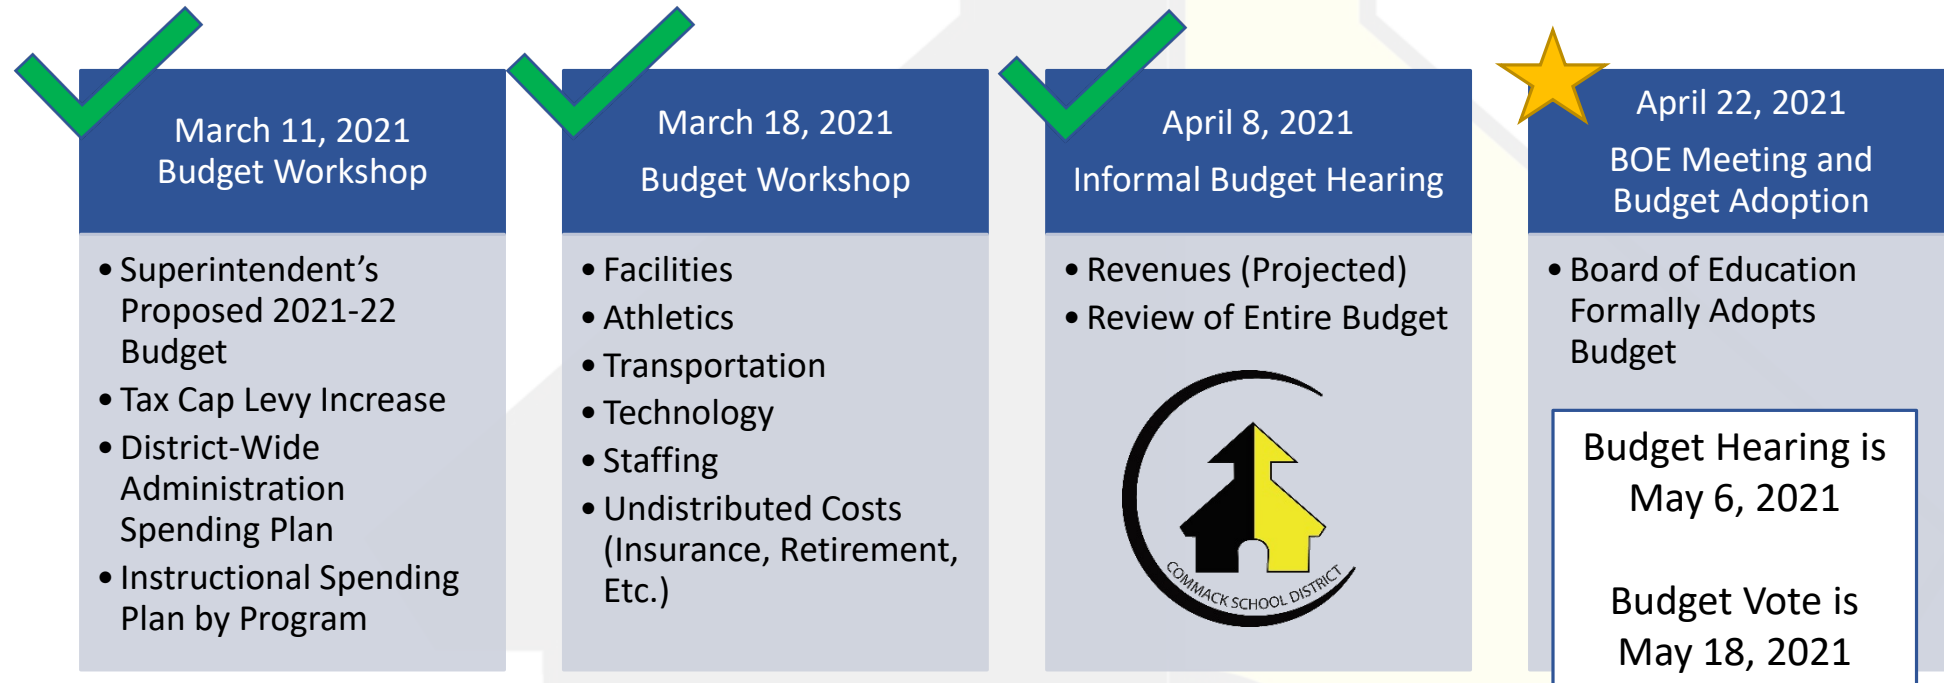 March 11, 2021
Budget Workshop
• Superintendent’s
Proposed 2021-22
Budget
• Tax Cap Levy Increase
• District-Wide
Administration
Spending Plan
• Instructional Spending
Plan by Program
March 18, 2021
Budget Workshop
• Facilities
• Athletics
• Transportation
• Technology
• Staffing
• Undistributed Costs
(Insurance, Retirement,
Etc.)
April 8, 2021
Informal Budget Hearing
• Revenues (Projected)
• Review of Entire Budget
COMMACK SCHOOL DISTRICT
April 22, 2021
BOE Meeting and
Budget Adoption
• Board of Education
Formally Adopts
Budget
Budget Hearing is
May 6, 2021
Budget Vote is
May 18, 2021